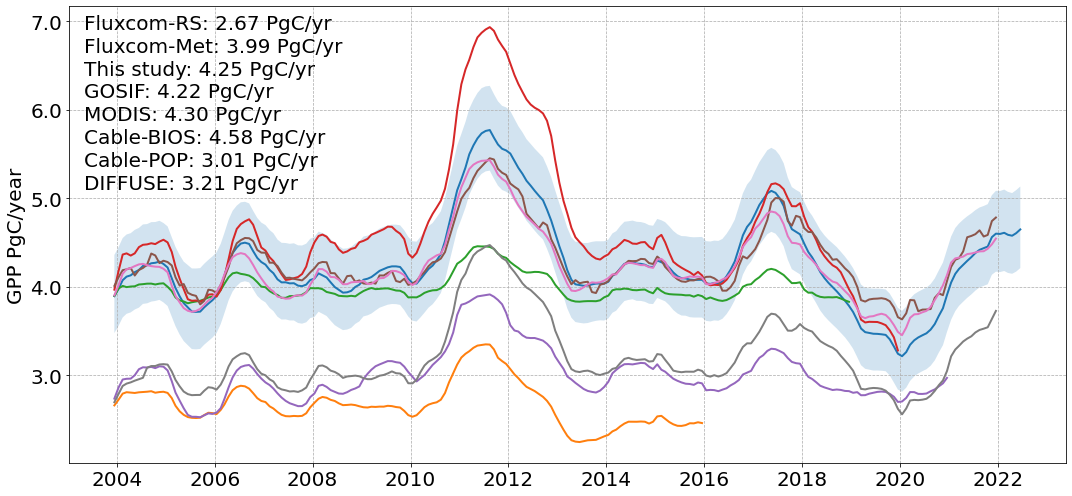 7.0
6.0
5.0
4.0
3.0
GPP PgC/year
Fluxcom-RS: 2.67 PgC/yr
Fluxcom-Met: 3.99 PgC/yr
This study: 4.25 PgC/yr
GOSIF: 4.22 PgC/yr
MODIS: 4.30 PgC/yr
Cable-BIOS: 4.58 PgC/yr
Cable-POP: 3.01 PgC/yr
DIFFUSE: 3.21 PgC/yr
2004 2006 2008 2010 2012 2014 2016 2018 2020 2022